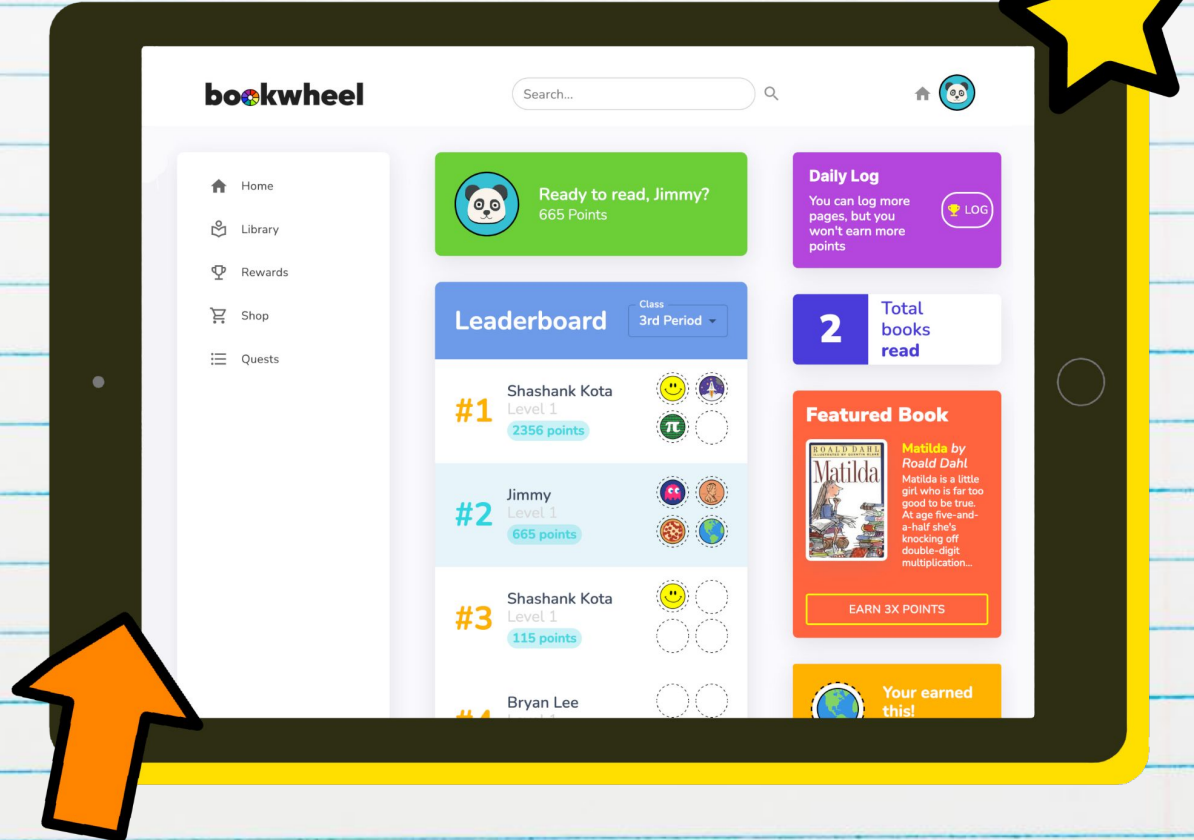 bookwheel
Search...
Home
Library
Rewards
Shop
Quests
Ready to read, Jimmy?
665 Points
Leaderboard
Class
3rd Period
#1
Shashank Kota
Level 1
2356 points
π
#2
Jimmy
Level 1
665 points
#3
Shashank Kota
Level 1
115 points
Bryan Lee
Daily Log
You can log more
pages, but you
won't earn more
points
LOG
2
Total
books
read
Featured Book
ROALD DAHL
Matilda
Matilda by
Roald Dahl
Matilda is a little
girl who is far too
good to be true.
At age five-and-
a-half she's
knocking off
double-digit
multiplication...
EARN 3X POINTS
Your earned
this!